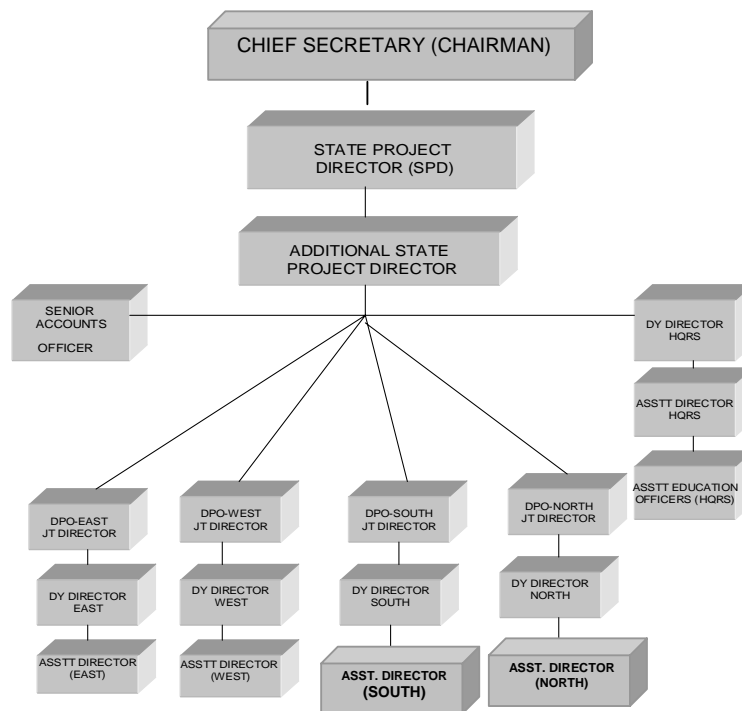 CHIEF SECRETARY (CHAIRMAN)
STATE PROJECT
DIRECTOR (SPD)
ADDITIONAL STATE
PROJECT DIRECTOR
SENIOR
ACCOUNTS
OFFICER
DY DIRECTOR
HQRS
ASSTT DIRECTOR
HQRS
ASSTT EDUCATION
OFFICERS (HQRS)
DPO-EAST
JT DIRECTOR
DPO-WEST
JT DIRECTOR
DPO-SOUTH
JT DIRECTOR
DPO-NORTH
JT DIRECTOR
DY DIRECTOR
EAST
DY DIRECTOR
WEST
DY DIRECTOR
SOUTH
DY DIRECTOR
NORTH
ASSTT DIRECTOR
(EAST)
ASSTT DIRECTOR
(WEST)
ASST. DIRECTOR
(SOUTH)
ASST. DIRECTOR
(NORTH)